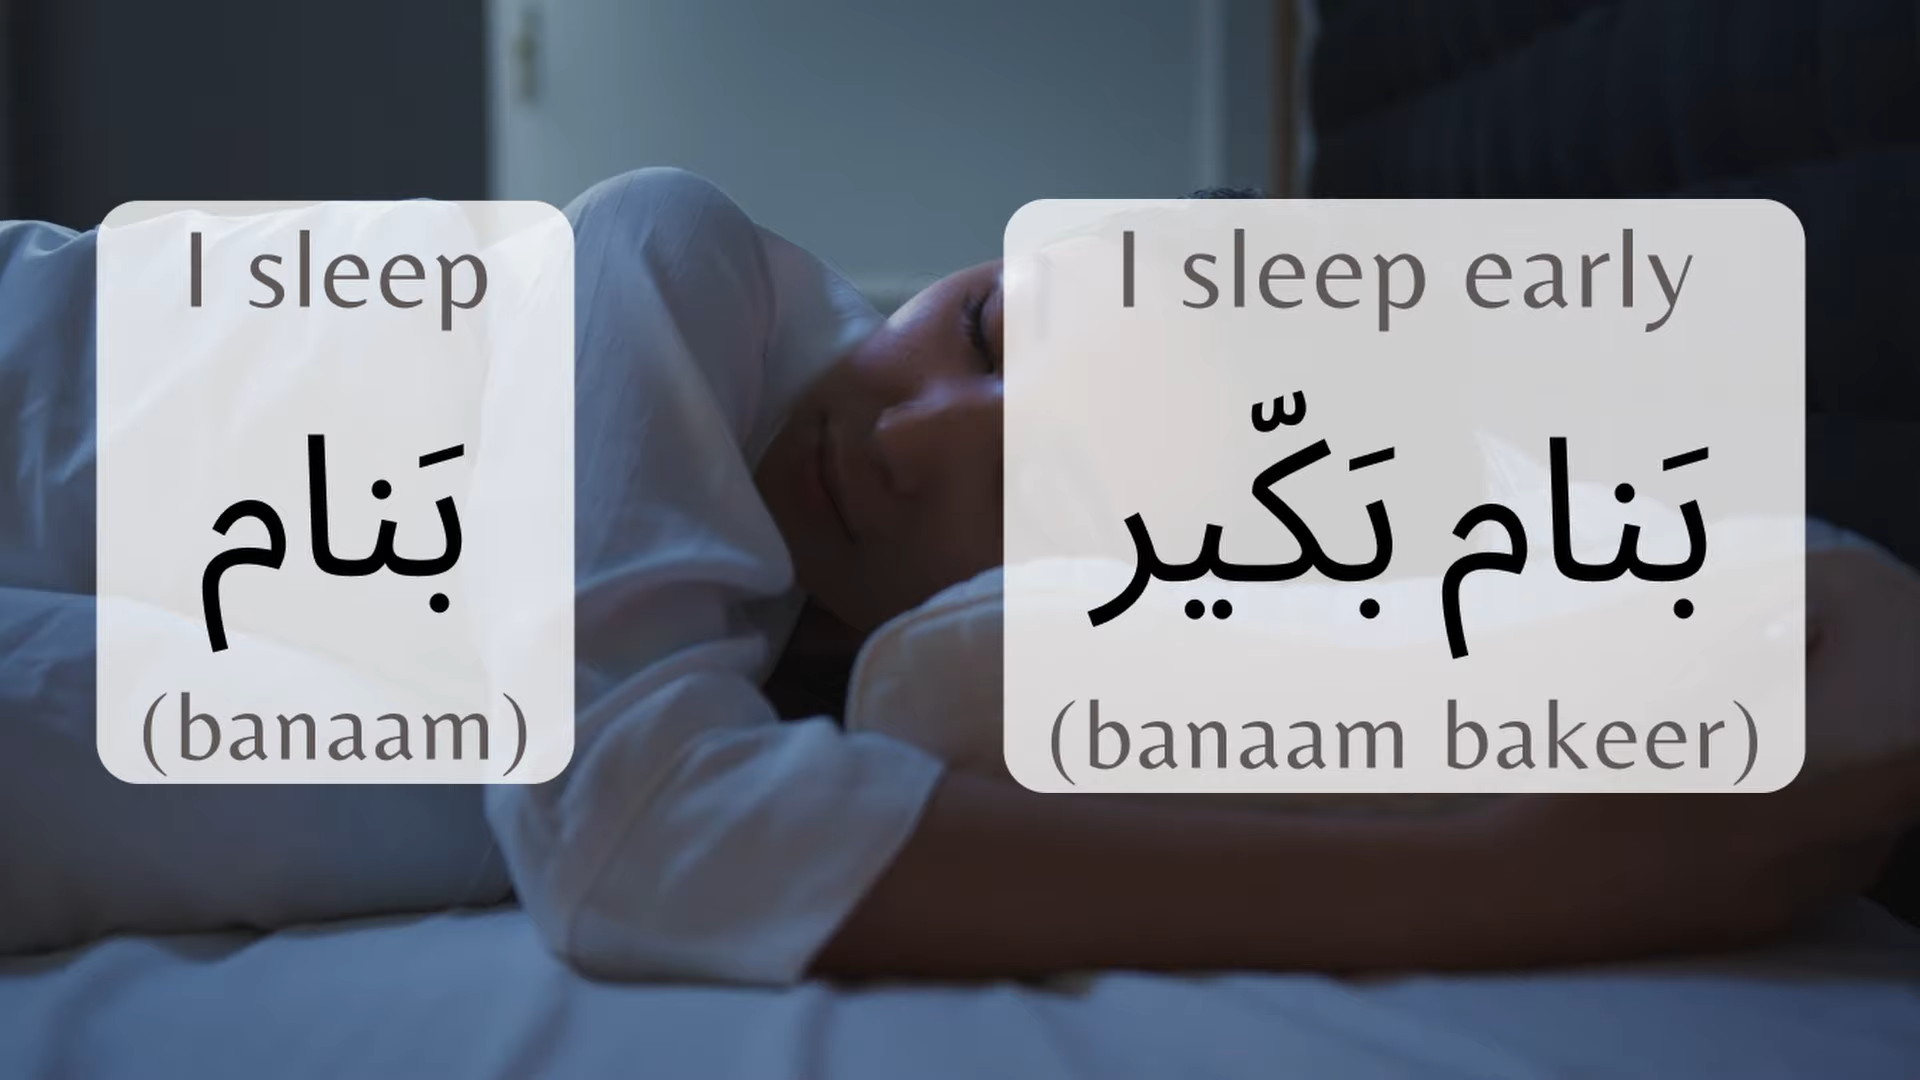 I sleep
بَنام
(banaam)
I sleep early
بَنام بَكّير
(banaam bakeer)